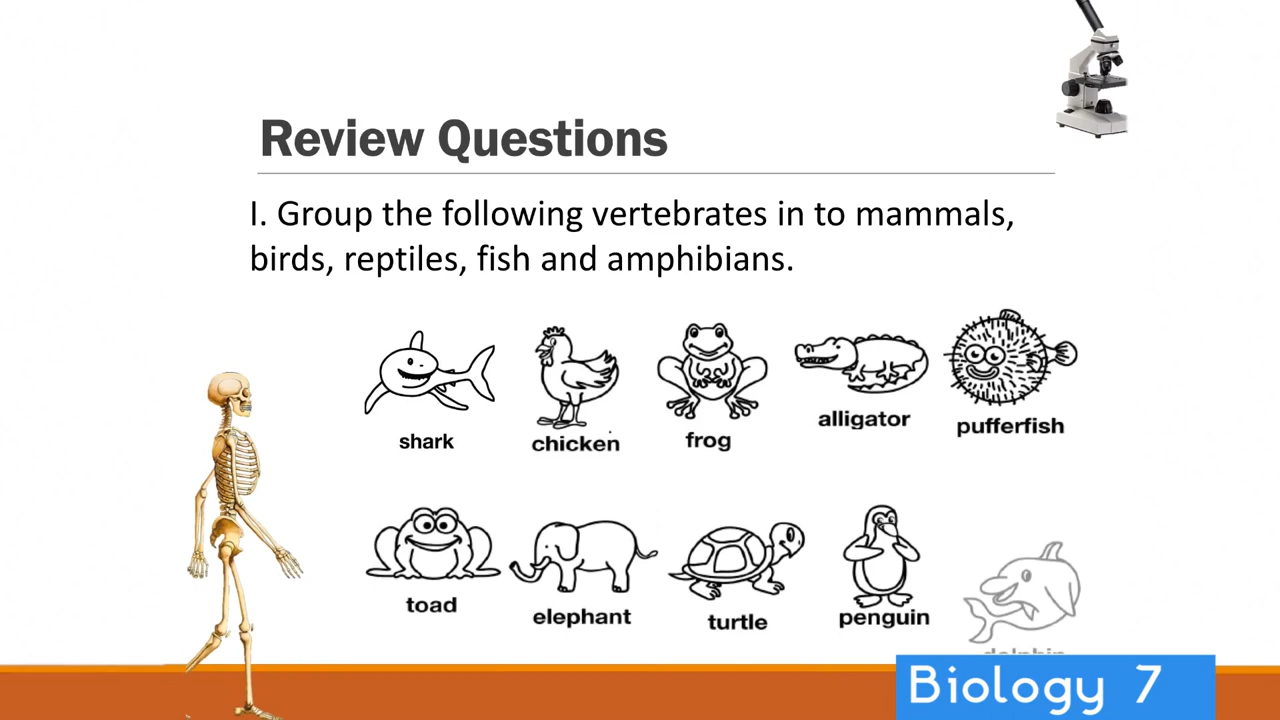 Review Questions
I. Group the following vertebrates in to mammals,
birds, reptiles, fish and amphibians.
shark
chicken
frog
alligator
pufferfish
toad
elephant
turtle
penguin
dolphin
Biology 7